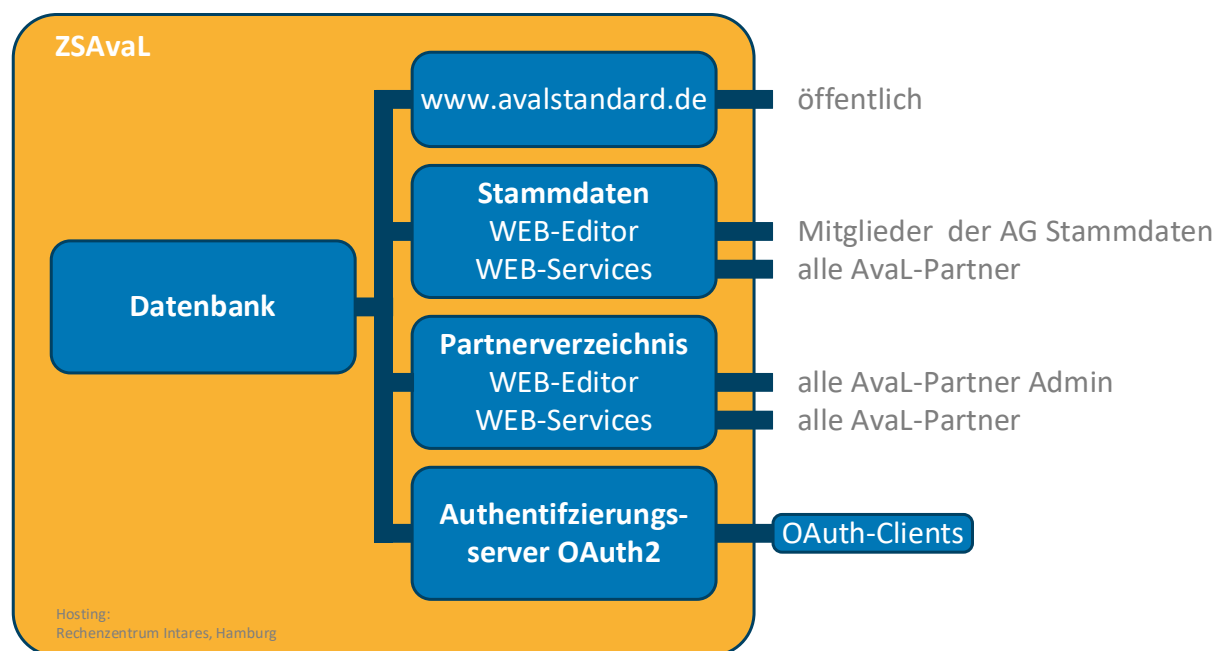 ZSAvaL
www.avalstandard.de
öffentlich
Stammdaten
WEB-Editor
Mitglieder der AG Stammdaten
WEB-Services
alle AvaL-Partner
Datenbank
Partnerverzeichnis
WEB-Editor
alle AvaL-Partner Admin
WEB-Services
alle AvaL-Partner
Authentifzierungs-
server OAuth2
OAuth-Clients
Hosting:
Rechenzentrum Intares, Hamburg